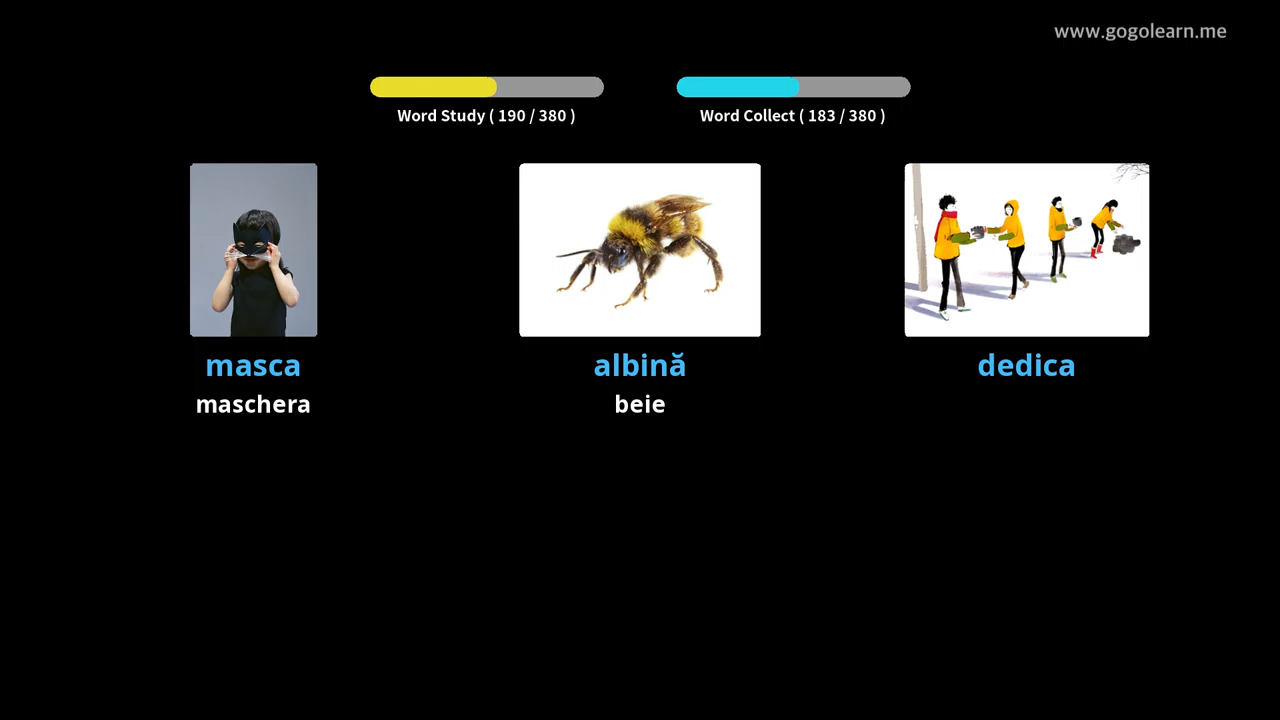 www.gogolearn.me
Word Study ( 190 / 380 )
Word Collect ( 183 / 380 )
masca
albină
dedica
maschera
beie